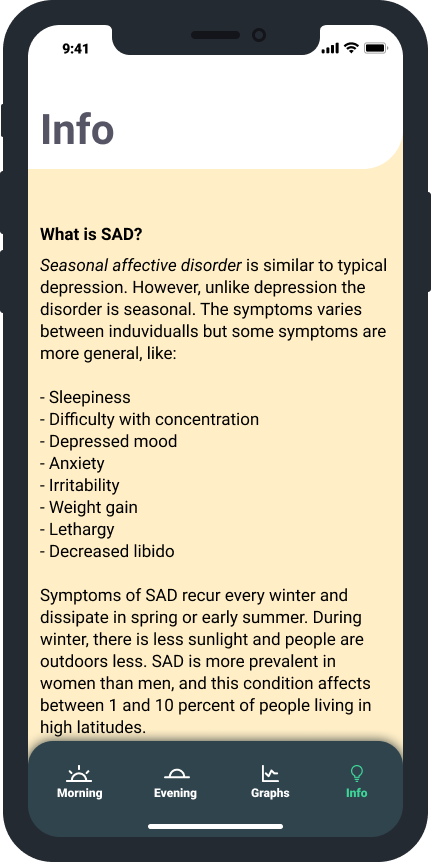 9:41
Info
What is SAD?
Seasonal affective disorder is similar to typical
depression. However, unlike depression the
disorder is seasonal. The symptoms varies
between induvidualls but some symptoms are
more general, like:
- Sleepiness
- Difficulty with concentration
- Depressed mood
- Anxiety
- Irritability
- Weight gain
- Lethargy
- Decreased libido
Symptoms of SAD recur every winter and
dissipate in spring or early summer. During
winter, there is less sunlight and people are
outdoors less. SAD is more prevalent in
women than men, and this condition affects
between 1 and 10 percent of people living in
high latitudes.
Morning Evening Graphs Info